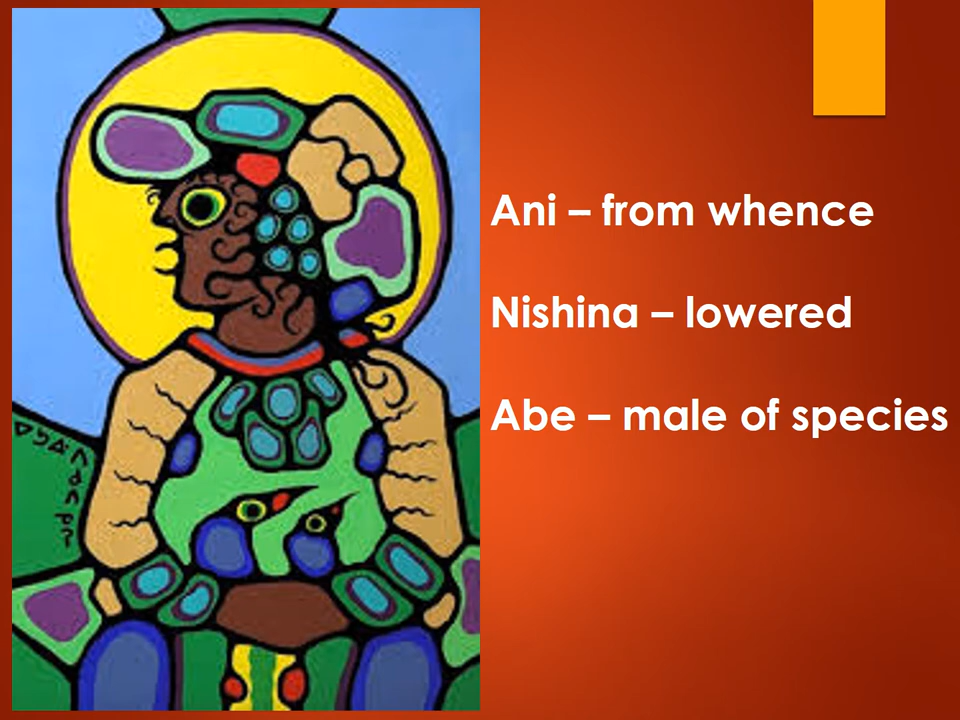 Ani – from whence
Nishina – lowered
Abe – male of species